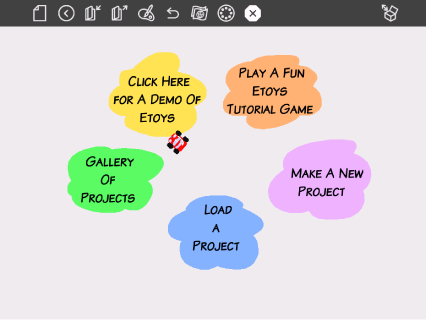 Click Here
for A Demo Of
Etoys
Play A Fun
Etoys
Tutorial Game
Gallery
Of
Projects
Make A New
Project
Load
a
Project